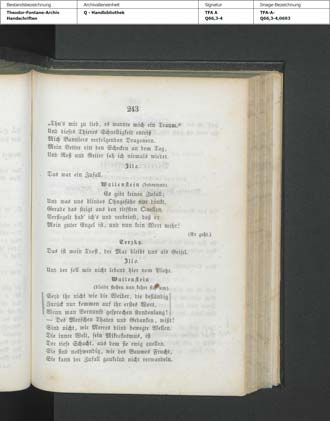 Bestandsbezeichnung
Theodor-Fontane-Archiv
Handschriften
Archivalieneinheit
Q - Handbibliothek
Signatur
TFA A
Q66,3-4
Image-Bezeichnung
TFA-A-
Q66,3-4,0683
243
„Thu's mir zu lieb, es warnte mich ein Traum.“
Und dieses Thieres Schnelligkeit entriß
Mich Banniers verfolgenden Dragonern.
Mein Vetter ritt den Schecken an dem Tag,
Und Roß und Reiter sah ich niemals wieder.
Illo.
Das war ein Zufall.
Wallenstein (bedeutend).
Es gibt keinen Zufall;
Und was uns blindes Ohngefähr nur dünkt,
Gerade das steigt aus den tiefsten Quellen.
Versiegelt hab' ich's und verbrieft, daß er
Mein guter Engel ist, und nun kein Wort mehr!
(Er geht.)
Terzky.
Das ist mein Trost, der Max bleibt uns als Geisel.
Illo.
Und der soll mir nicht lebend hier vom Platze.
Wallenstein
(bleibt stehen und kehrt sich um).
Seyd ihr nicht wie die Weiber, die beständig
Zurück nur kommen auf ihr erstes Wort,
Wenn man Vernunft gesprochen stundenlang!
— Des Menschen Thaten und Gedanken, wißt!
Sind nicht, wie Meeres blind bewegte Wellen.
Die innre Welt, sein Mikrokosmus, ist
Der tiefe Schacht, aus dem sie ewig quellen.
Sie sind nothwendig, wie des Baumes Frucht,
Sie kann der Zufall gaukelnd nicht verwandeln.